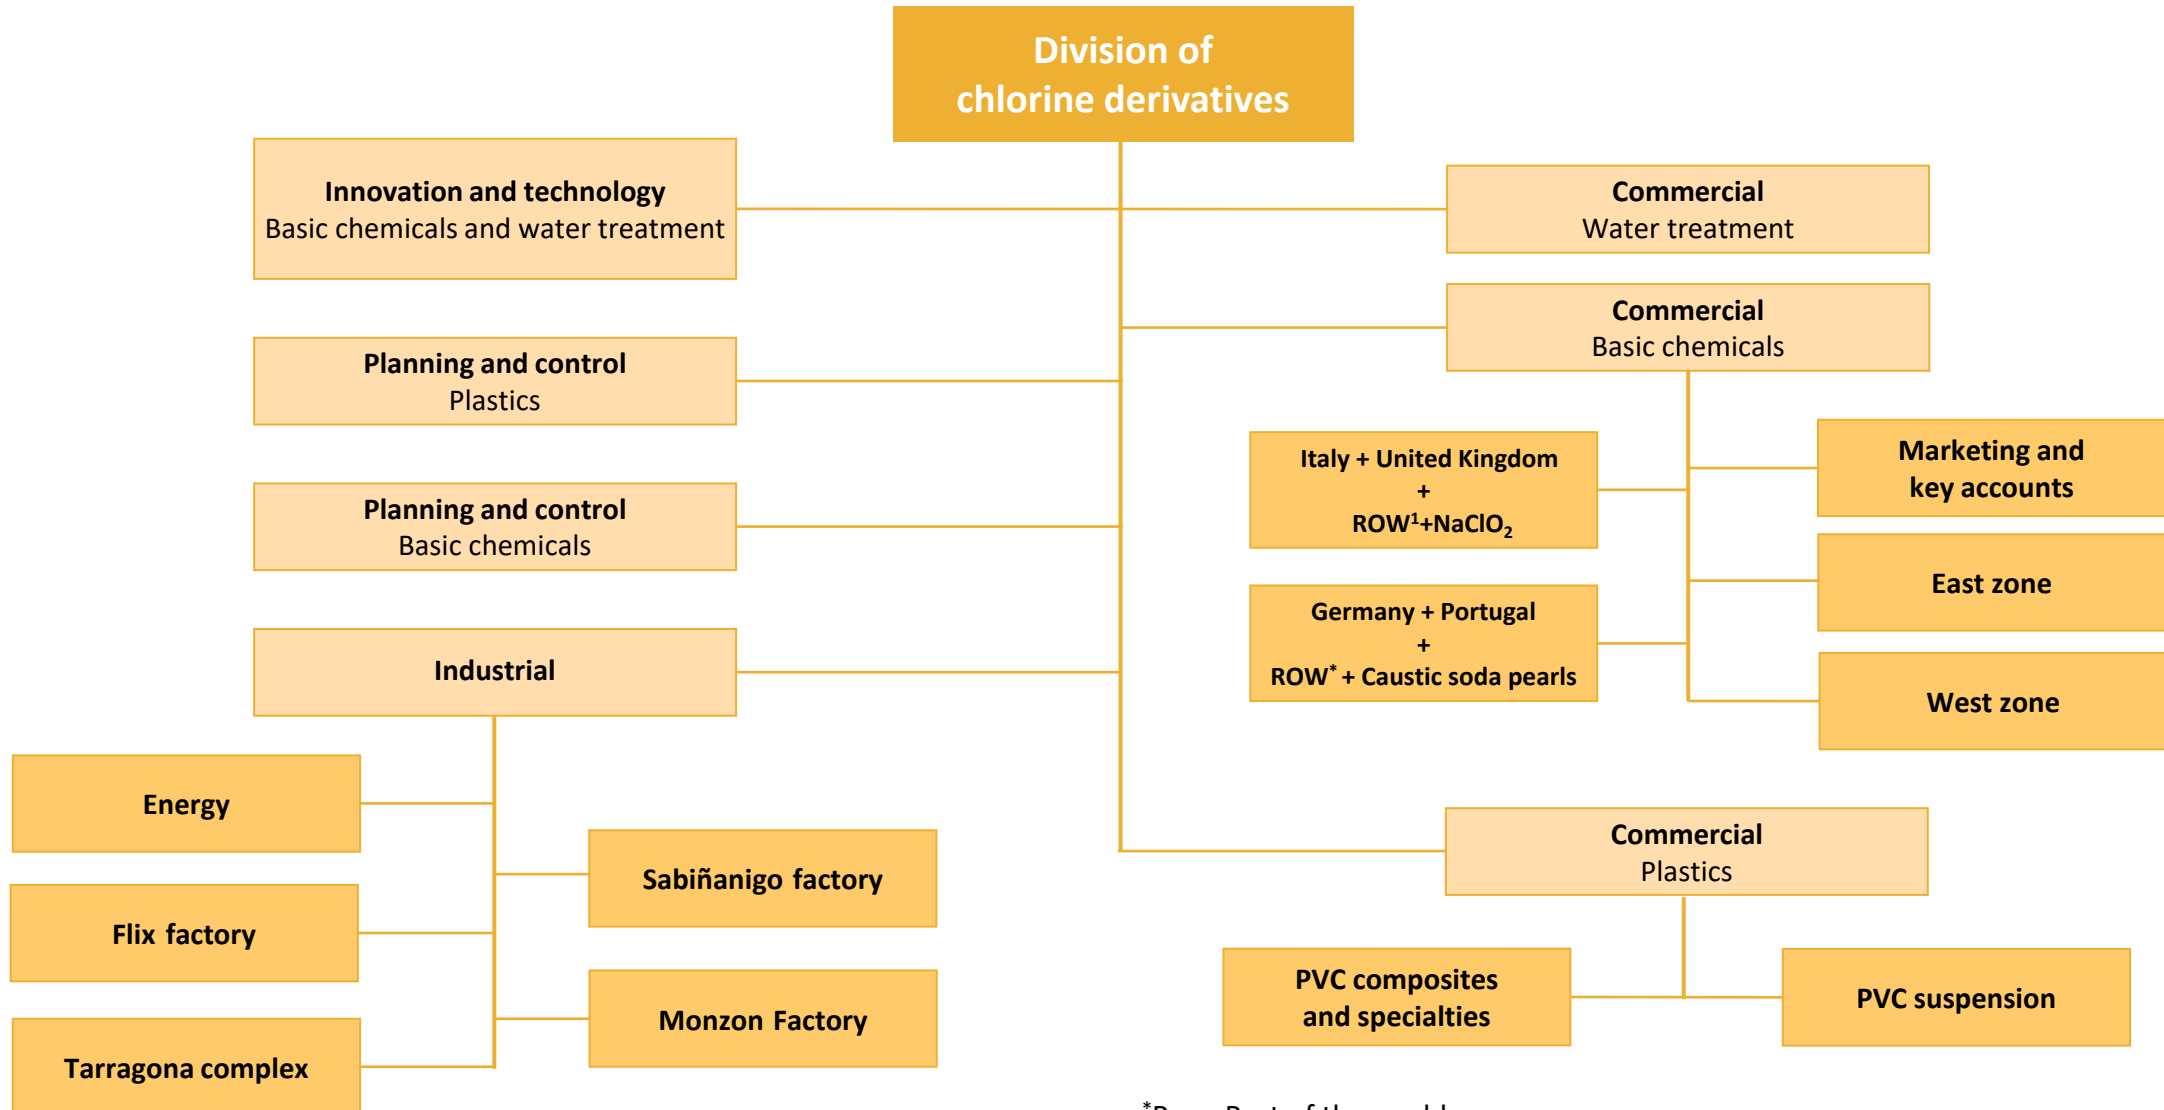 Division of
chlorine derivatives
Innovation and technology
Basic chemicals and water treatment
Planning and control
Plastics
Planning and control
Basic chemicals
Industrial
Energy
Flix factory
Tarragona complex
Sabiñanigo factory
Monzon Factory
Commercial
Water treatment
Commercial
Basic chemicals
Italy + United Kingdom
+
ROW¹+NaClO₂
Germany + Portugal
+
ROW* + Caustic soda pearls
Marketing and
key accounts
East zone
West zone
Commercial
Plastics
PVC composites
and specialties
PVC suspension